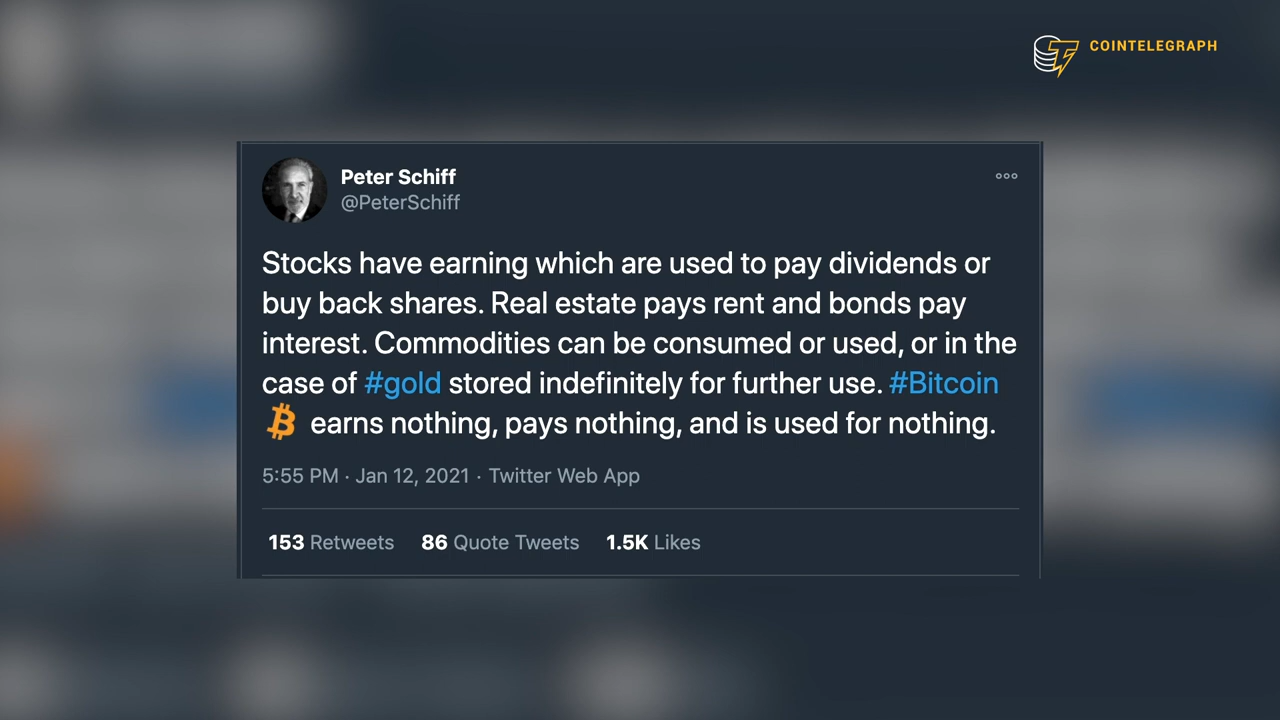 COINTELEGRAPH
Peter Schiff
@PeterSchiff
Stocks have earning which are used to pay dividends or
buy back shares. Real estate pays rent and bonds pay
interest. Commodities can be consumed or used, or in the
case of #gold stored indefinitely for further use. #Bitcoin
earns nothing, pays nothing, and is used for nothing.
5:55 PM · Jan 12, 2021 · Twitter Web App
153 Retweets 86 Quote Tweets 1.5K Likes